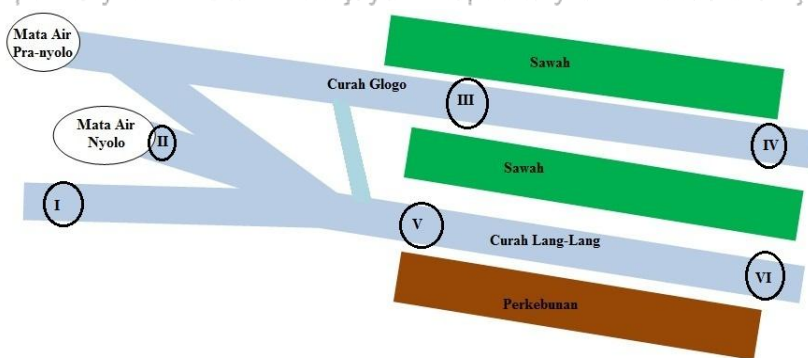 Mata Air
Pra-nyolo
Sawah
Curah Glogo
III
Mata Air
Nyolo
II
IV
Sawah
I
V
Curah Lang-Lang
VI
Perkebunan